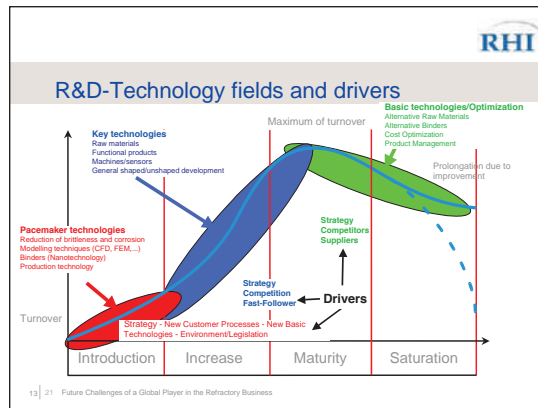 RHI
R&D-Technology fields and drivers
Basic technologies/Optimization
Alternative Raw Materials
Alternative Binders
Cost Optimization
Product Management
Maximum of turnover
Key technologies
Raw materials
Functional products
Machines/sensors
General shaped/unshaped development
Prolongation due to
improvement
Pacemaker technologies
Reduction of brittleness and corrosion
Modelling techniques (CFD, FEM,...)
Binders (Nanotechnology)
Production technology
Strategy
Competitors
Suppliers
Strategy
Competition
Fast-Follower
Drivers
Turnover
Strategy - New Customer Processes - New Basic
Technologies - Environment/Legislation
Introduction
Increase
Maturity
Saturation
13 21 Future Challenges of a Global Player in the Refractory Business